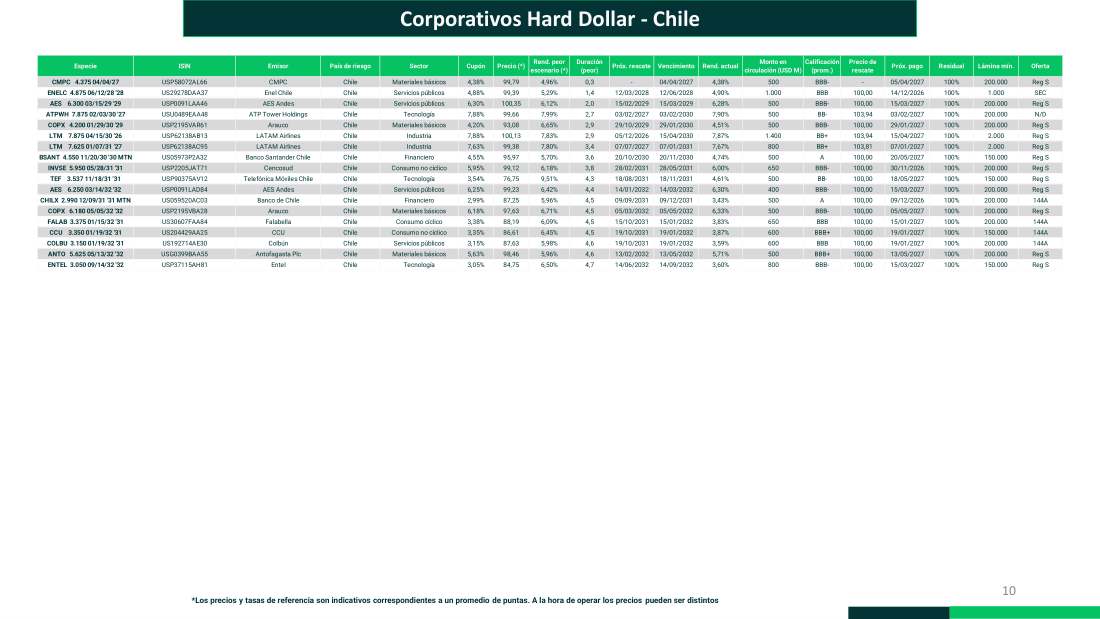 Corporativos Hard Dollar - Chile
Especie ISIN Emisor País de riesgo Sector Cupón Precio (*) Rend. peor escenario (*) Duración (peor) Próx. rescate Vencimiento Rend. actual Monto en circulación (USD M) Calificación (prom.) Precio de rescate Próx. pago Residual Lámina mín. Oferta
CMPC 4.375 04/04/27 USP58072AL66 CMPC Chile Materiales básicos 4,38% 99,79 4,96% 0,3 - 04/04/2027 4,38% 500 BBB- - 05/04/2027 100% 200.000 Reg S
ENELC 4.875 06/12/28 '28 US29278DAA37 Enel Chile Chile Servicios públicos 4,88% 99,39 5,29% 1,4 12/03/2028 12/06/2028 4,90% 1.000 BBB 100,00 14/12/2026 100% 1.000 SEC
AES 6.300 03/15/29 '29 USP0091LAA46 AES Andes Chile Servicios públicos 6,30% 100,35 6,12% 2,0 15/02/2029 15/03/2029 6,28% 500 BBB- 100,00 15/03/2027 100% 200.000 Reg S
ATPWH 7.875 02/03/30 '27 USU0489EAA48 ATP Tower Holdings Chile Tecnología 7,88% 99,66 7,99% 2,7 03/02/2027 03/02/2030 7,90% 500 BB- 103,94 03/02/2027 100% 200.000 N/D
COPX 4.200 01/29/30 '29 USP2195VAR61 Arauco Chile Materiales básicos 4,20% 93,08 6,65% 2,9 29/10/2029 29/01/2030 4,51% 500 BBB- 100,00 29/01/2027 100% 200.000 Reg S
LTM 7.875 04/15/30 '26 USP62138AB13 LATAM Airlines Chile Industria 7,88% 100,13 7,83% 2,9 05/12/2026 15/04/2030 7,87% 1.400 BB+ 103,94 15/04/2027 100% 2.000 Reg S
LTM 7.625 01/07/31 '27 USP62138AC95 LATAM Airlines Chile Industria 7,63% 99,38 7,80% 3,4 07/07/2027 07/01/2031 7,67% 800 BB+ 103,81 07/01/2027 100% 2.000 Reg S
BSANT 4.550 11/20/30 '30 MTN US05973P2A32 Banco Santander Chile Chile Financiero 4,55% 95,97 5,70% 3,6 20/10/2030 20/11/2030 4,74% 500 A 100,00 20/05/2027 100% 150.000 Reg S
INVSE 5.950 05/28/31 '31 USP2205JAT71 Cencosud Chile Consumo no cíclico 5,95% 99,12 6,18% 3,8 28/02/2031 28/05/2031 6,00% 650 BBB- 100,00 30/11/2026 100% 200.000 Reg S
TEF 3.537 11/18/31 '31 USP90375AV12 Telefónica Móviles Chile Chile Tecnología 3,54% 76,75 9,51% 4,3 18/08/2031 18/11/2031 4,61% 500 BB- 100,00 18/05/2027 100% 150.000 Reg S
AES 6.250 03/14/32 '32 USP0091LAD84 AES Andes Chile Servicios públicos 6,25% 99,23 6,42% 4,4 14/01/2032 14/03/2032 6,30% 400 BBB- 100,00 15/03/2027 100% 200.000 Reg S
CHILX 2.990 12/09/31 '31 MTN US059520AC03 Banco de Chile Chile Financiero 2,99% 87,25 5,96% 4,5 09/09/2031 09/12/2031 3,43% 500 A 100,00 09/12/2026 100% 200.000 144A
COPX 6.180 05/05/32 '32 USP2195VBA28 Arauco Chile Materiales básicos 6,18% 97,63 6,71% 4,5 05/03/2032 05/05/2032 6,33% 500 BBB- 100,00 05/05/2027 100% 200.000 Reg S
FALAB 3.375 01/15/32 '31 US30607FAA84 Falabella Chile Consumo cíclico 3,38% 88,19 6,09% 4,5 15/10/2031 15/01/2032 3,83% 650 BBB 100,00 15/01/2027 100% 200.000 144A
CCU 3.350 01/19/32 '31 US204429AA25 CCU Chile Consumo no cíclico 3,35% 86,61 6,45% 4,5 19/10/2031 19/01/2032 3,87% 600 BBB+ 100,00 19/01/2027 100% 200.000 144A
COLBU 3.150 01/19/32 '31 US192714AE30 Colbún Chile Servicios públicos 3,15% 87,63 5,98% 4,6 19/10/2031 19/01/2032 3,59% 600 BBB 100,00 19/01/2027 100% 200.000 144A
ANTO 5.625 05/13/32 '32 USG0399BAA55 Antofagasta Plc Chile Materiales básicos 5,63% 98,46 5,96% 4,6 13/02/2032 13/05/2032 5,71% 500 BBB+ 100,00 13/05/2027 100% 200.000 Reg S
ENTEL 3.050 09/14/32 '32 USP37115AH81 Entel Chile Tecnología 3,05% 84,75 6,50% 4,7 14/06/2032 14/09/2032 3,60% 800 BBB- 100,00 15/03/2027 100% 150.000 Reg S
10
*Los precios y tasas de referencia son indicativos correspondientes a un promedio de puntas. A la hora de operar los precios pueden ser distintos